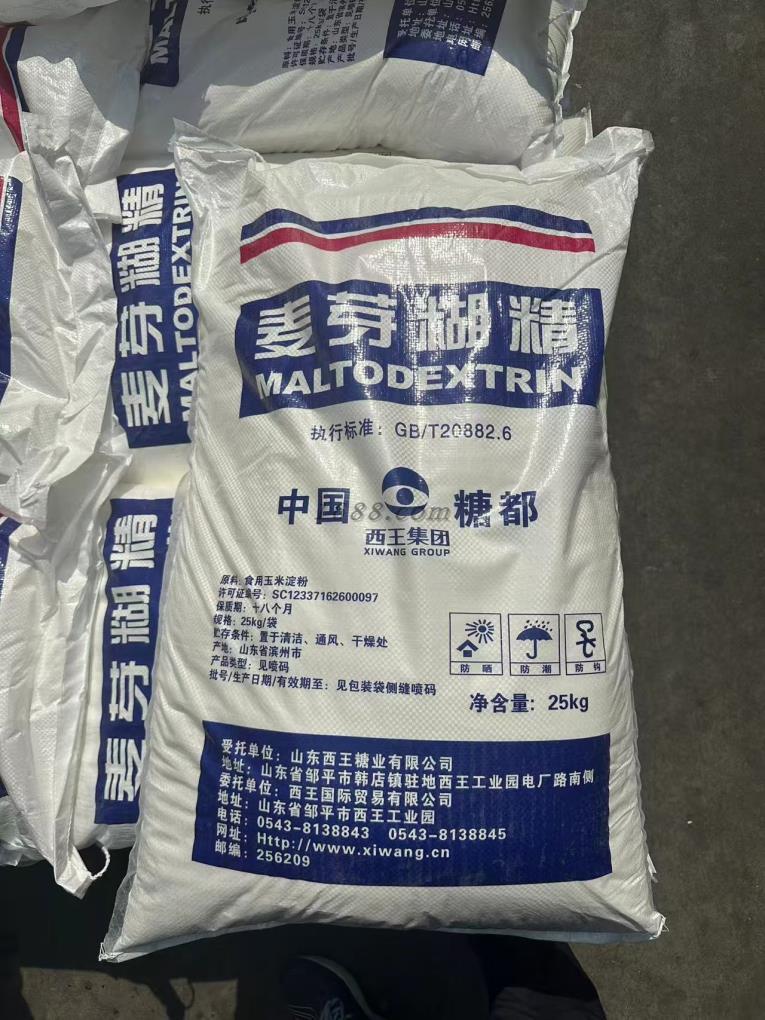 麦芽糊精
MALTODEXTRIN
执行标准：GB/T20882.6
中国 糖都
西王集团
XIWANG GROUP
原料：食用玉米淀粉
许可证编号：SC12337162600097
保质期：十八个月
规格：25kg/袋
贮存条件：置于清洁、通风、干燥处
产地：山东省滨州市
产品类型：见喷码
批号/生产日期/有效期至：见包装袋侧缝喷码
防晒 防潮 防钩
净含量：25kg
受托单位：山东西王糖业有限公司
地址：山东省邹平市韩店镇驻地西王工业园电厂路南侧
委托单位：西王国际贸易有限公司
地址：山东省邹平市西王工业园
电话：0543-8138843 0543-8138845
网址：Http://www.xiwang.cn
邮编：256209
麦芽糊精
MALTODEXTRIN
麦芽糊精